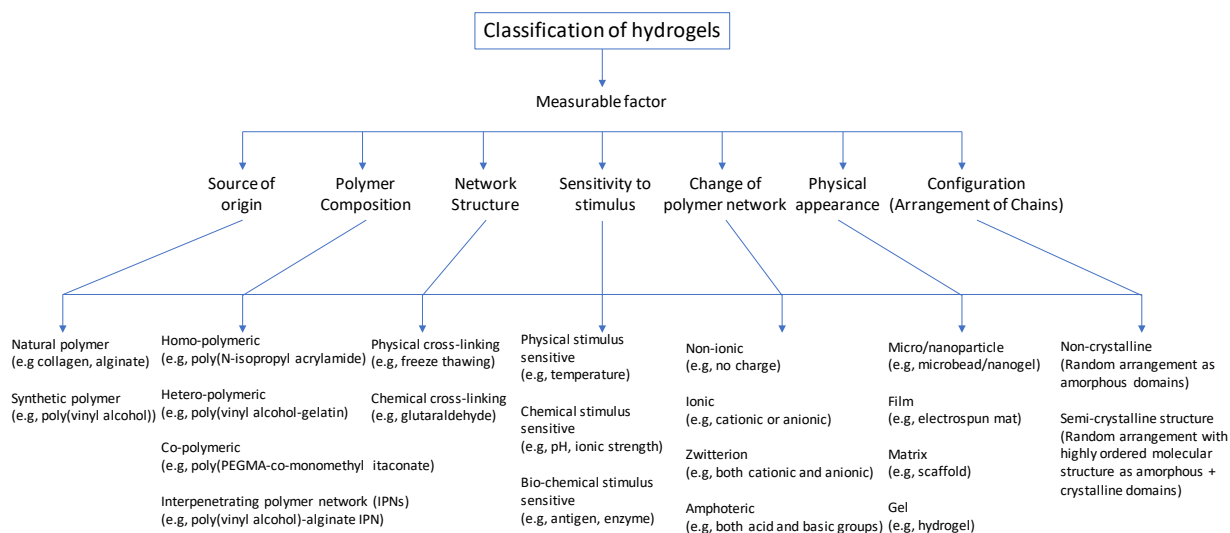 Classification of hydrogels
Measurable factor
Source of
origin
Polymer
Composition
Network
Structure
Sensitivity to
stimulus
Change of
polymer network
Physical
appearance
Configuration
(Arrangement of Chains)
Natural polymer
(e.g collagen, alginate)
Synthetic polymer
(e.g., poly(vinyl alcohol))
Homo-polymeric
(e.g., poly(N-isopropyl acrylamide)
Hetero-polymeric
(e.g., poly(vinyl alcohol-gelatin)
Co-polymeric
(e.g., poly(PEGMA-co-monomethyl itaconate)
Interpenetrating polymer network (IPNs)
(e.g., poly(vinyl alcohol)-alginate IPN)
Physical cross-linking
(e.g., freeze thawing)
Chemical cross-linking
(e.g., glutaraldehyde)
Physical stimulus
sensitive
(e.g., temperature)
Chemical stimulus
sensitive
(e.g., pH, ionic strength)
Bio-chemical stimulus
sensitive
(e.g., antigen, enzyme)
Non-ionic
(e.g., no charge)
Ionic
(e.g., cationic or anionic)
Zwitterion
(e.g., both cationic and anionic)
Amphoteric
(e.g., both acid and basic groups)
Micro/nanoparticle
(e.g., microbead/nanogel)
Film
(e.g., electrospun mat)
Matrix
(e.g., scaffold)
Gel
(e.g., hydrogel)
Non-crystalline
(Random arrangement as
amorphous domains)
Semi-crystalline structure
(Random arrangement with
highly ordered molecular
structure as amorphous +
crystalline domains)